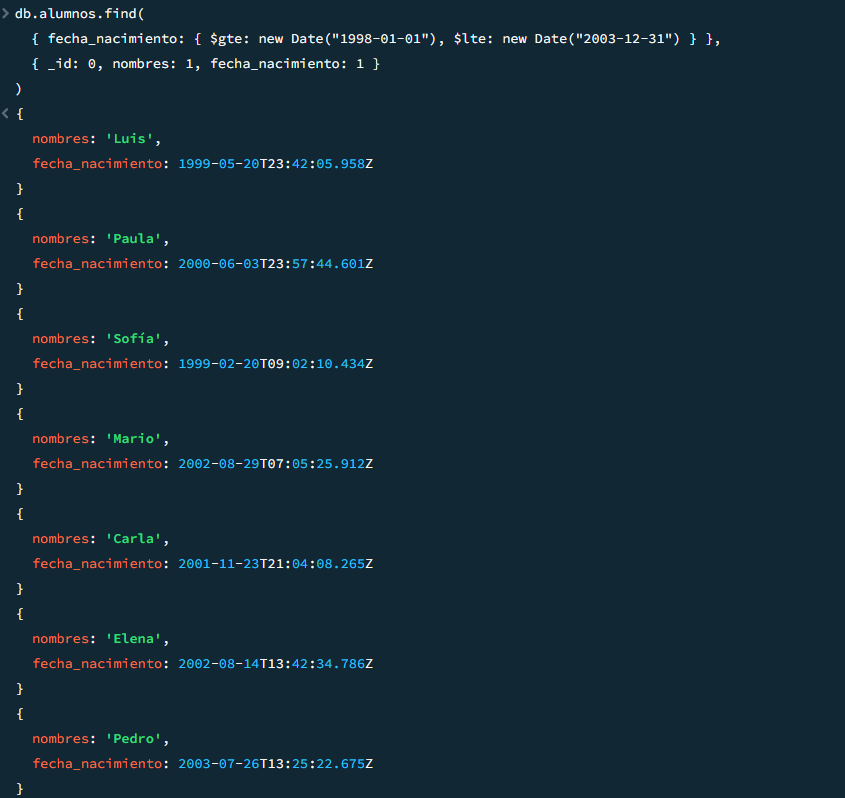 > db.alumnos.find(
{ fecha_nacimiento: { $gte: new Date("1998-01-01"), $lte: new Date("2003-12-31") } },
{ _id: 0, nombres: 1, fecha_nacimiento: 1 }
)
< {
nombres: 'Luis',
fecha_nacimiento: 1999-05-20T23:42:05.958Z
}
{
nombres: 'Paula',
fecha_nacimiento: 2000-06-03T23:57:44.601Z
}
{
nombres: 'Sofía',
fecha_nacimiento: 1999-02-20T09:02:10.434Z
}
{
nombres: 'Mario',
fecha_nacimiento: 2002-08-29T07:05:25.912Z
}
{
nombres: 'Carla',
fecha_nacimiento: 2001-11-23T21:04:08.265Z
}
{
nombres: 'Elena',
fecha_nacimiento: 2002-08-14T13:42:34.786Z
}
{
nombres: 'Pedro',
fecha_nacimiento: 2003-07-26T13:25:22.675Z
}